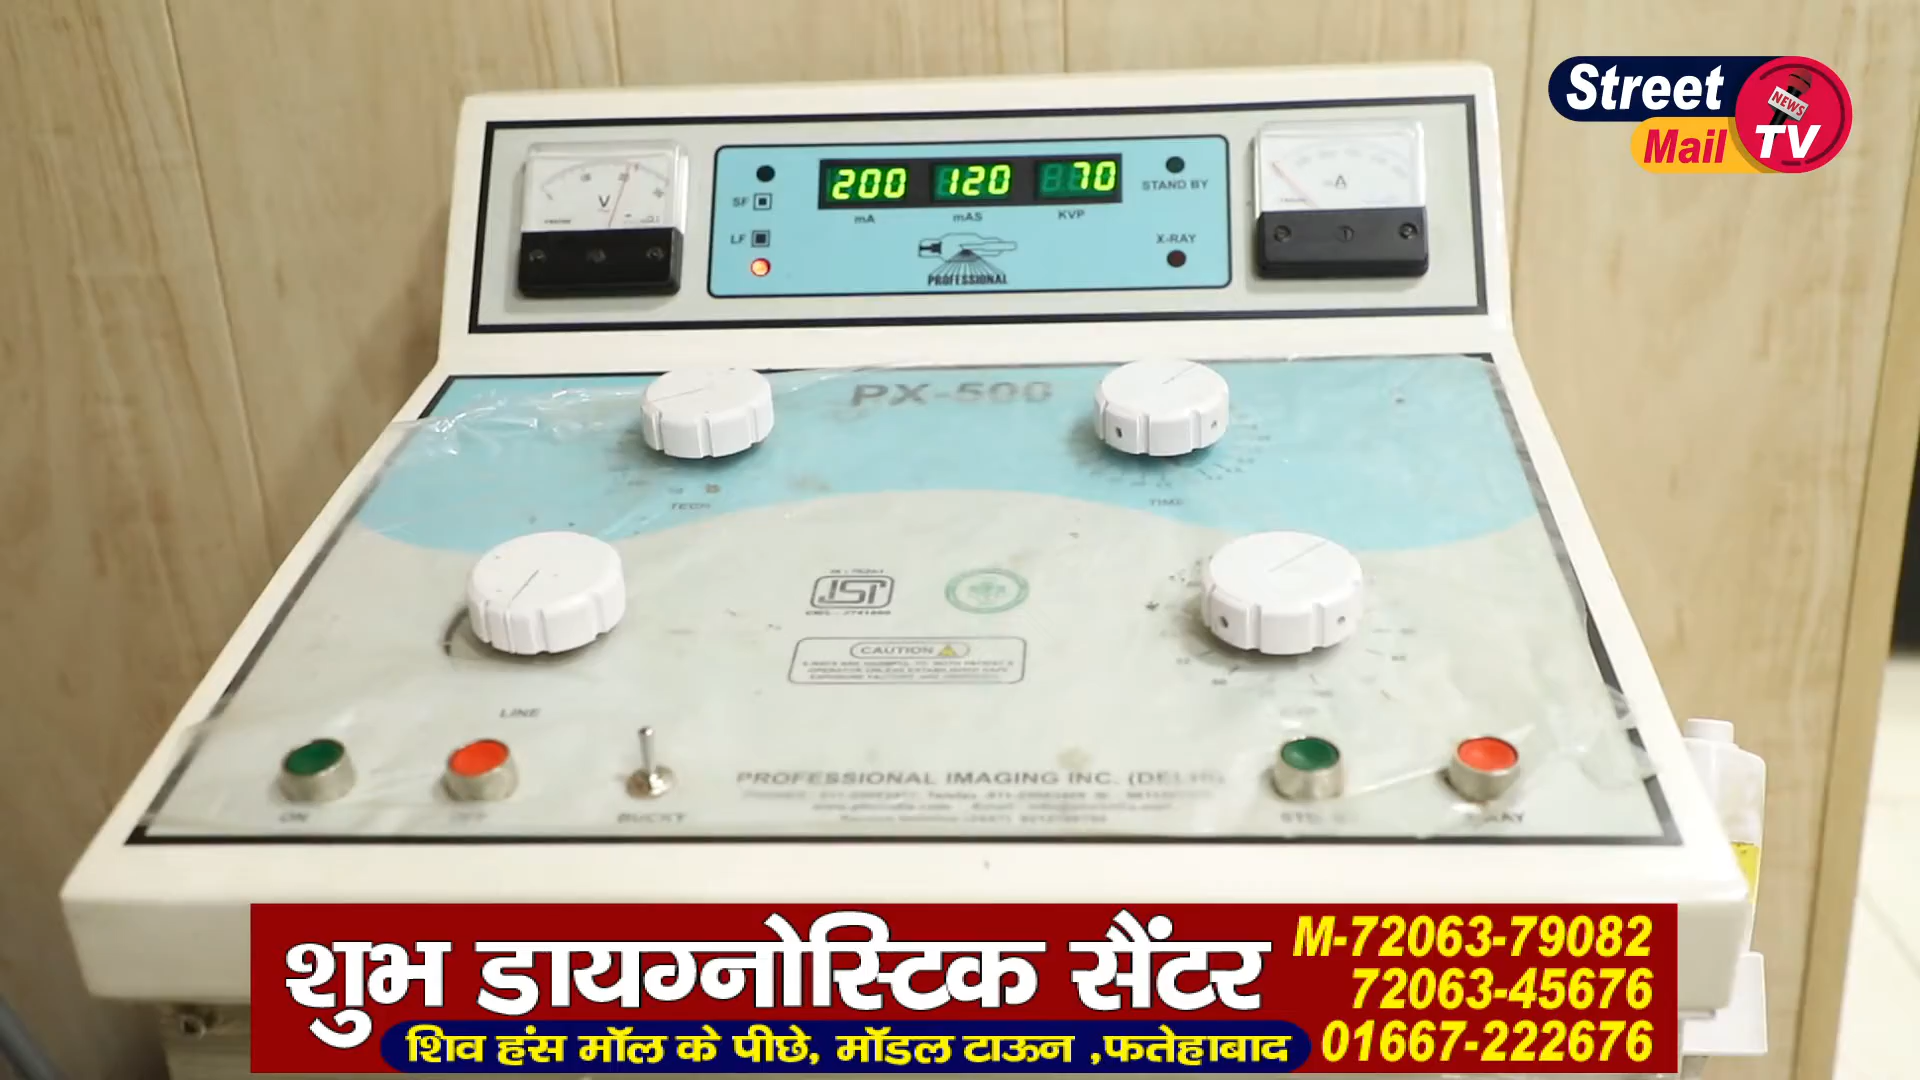 Street
Mail
NEWS
TV
V
200 120 70
mA mAS KVP
SF
LF
STAND BY
X-RAY
PROFESSIONAL
A
PX-500
TECH
TIME
ISI
CAUTION
LINE
ON
BUCKY
PROFESSIONAL IMAGING INC. (DELHI)
शुभ डायग्नोस्टिक सैंटर
शिव हंस मॉल के पीछे, मॉडल टाऊन ,फतेहाबाद
M-72063-79082
72063-45676
01667-222676